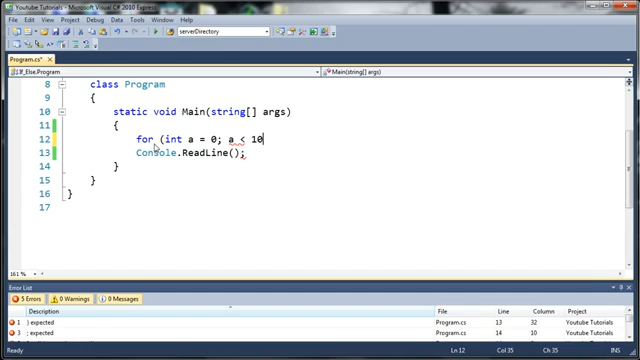 Youtube Tutorials - Microsoft Visual C# 2010 Express
File Edit View Project Debug Data Tools Window Help
serverDirectory
Program.cs*
If_Else.Program Main(string[] args)
8 class Program
9 {
10 static void Main(string[] args)
11 {
12 for (int a = 0; a < 10
13 Console.ReadLine();
14 }
15 }
16 }
17
161 %
Error List
5 Errors 0 Warnings 0 Messages
Description File Line Column Project
1 } expected Program.cs 13 32 Youtube Tutorials
3 ; expected Program.cs 14 10 Youtube Tutorials
Ready Ln 12 Col 35 Ch 35 INS